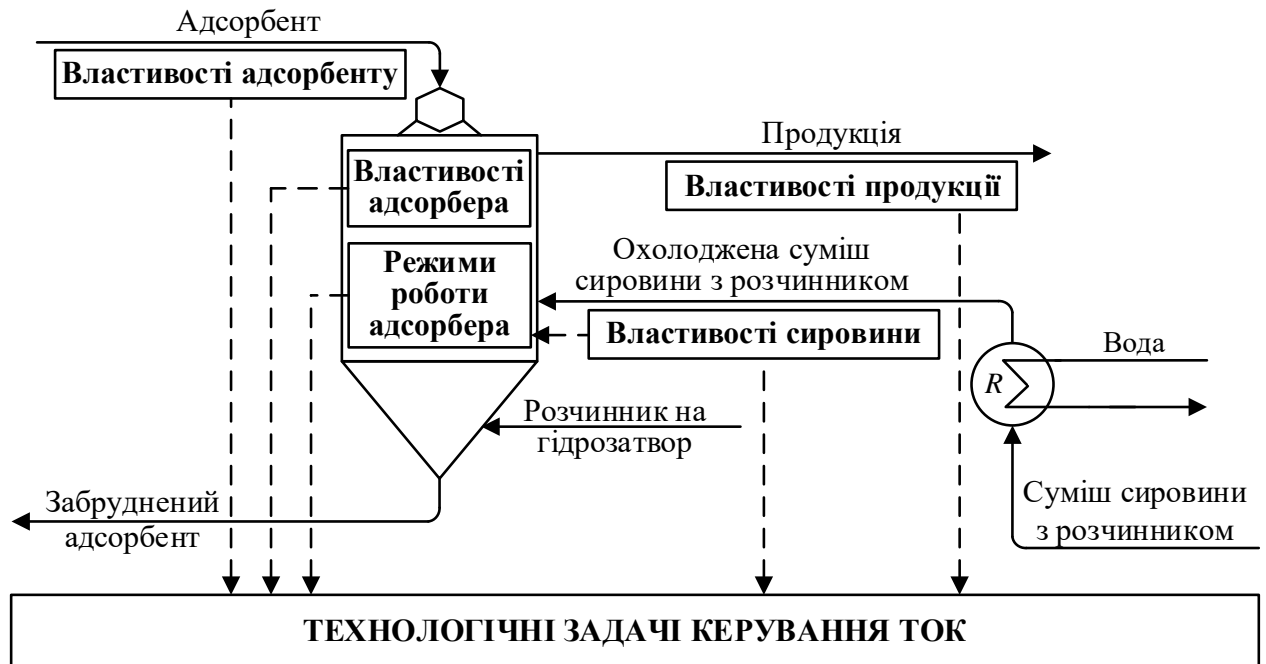 Адсорбент
Властивості адсорбенту
Продукція
Властивості
адсорбера
Властивості продукції
Охолоджена суміш
сировини з розчинником
Режими
роботи
адсорбера
Властивості сировини
Вода
R
Розчинник на
гідрозатвор
Забруднений
адсорбент
Суміш сировини
з розчинником
ТЕХНОЛОГІЧНІ ЗАДАЧІ КЕРУВАННЯ ТОК